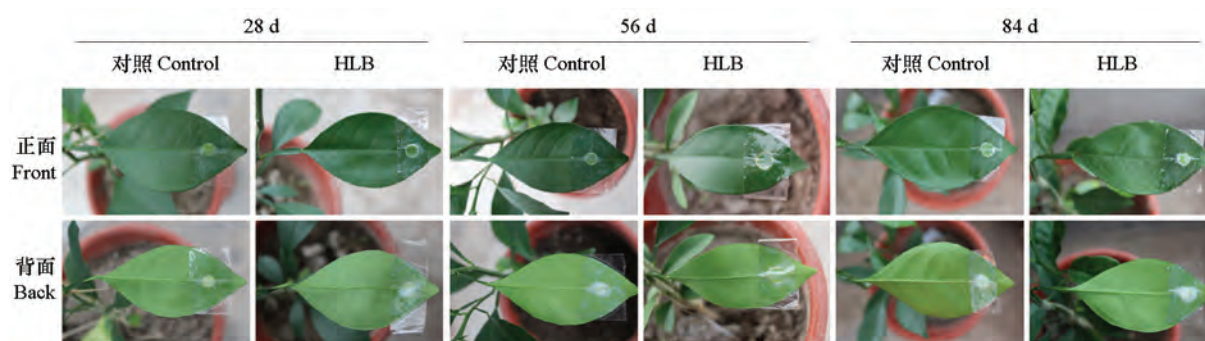 28 d 56 d 84 d
对照 Control HLB 对照 Control HLB 对照 Control HLB
正面
Front
背面
Back